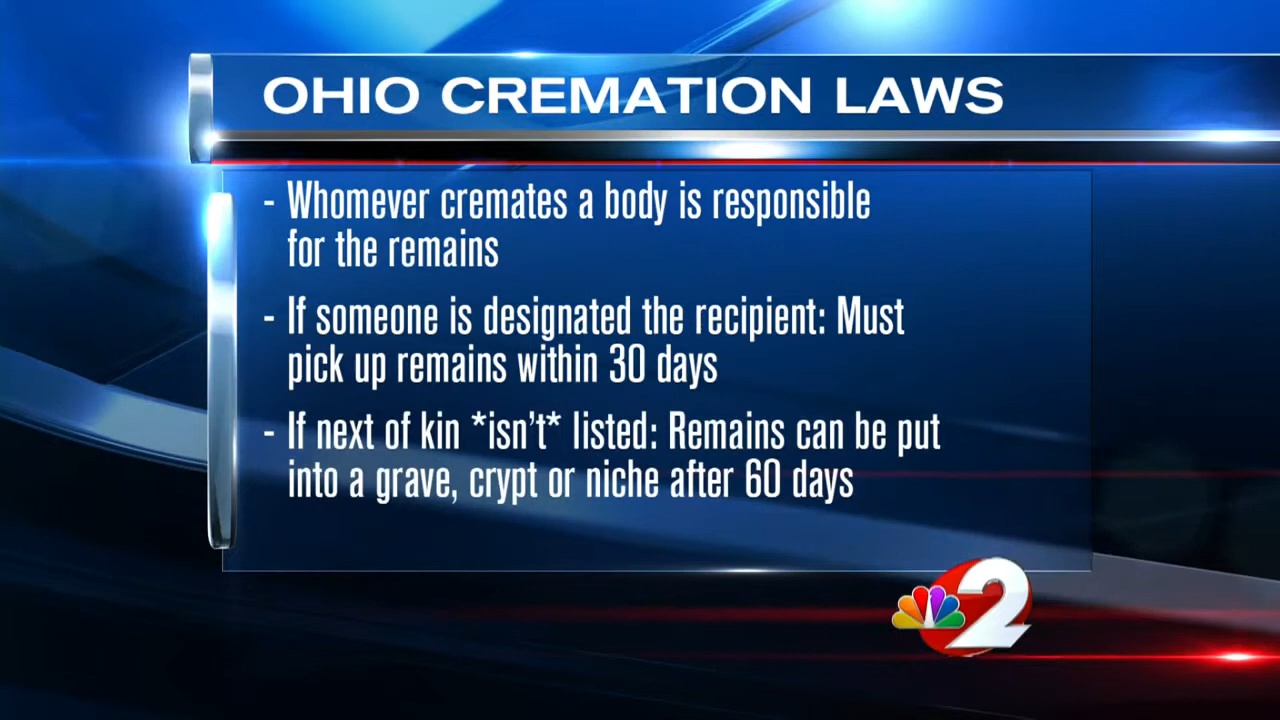 OHIO CREMATION LAWS
- Whomever cremates a body is responsible
for the remains
- If someone is designated the recipient: Must
pick up remains within 30 days
- If next of kin *isn't* listed: Remains can be put
into a grave, crypt or niche after 60 days
2